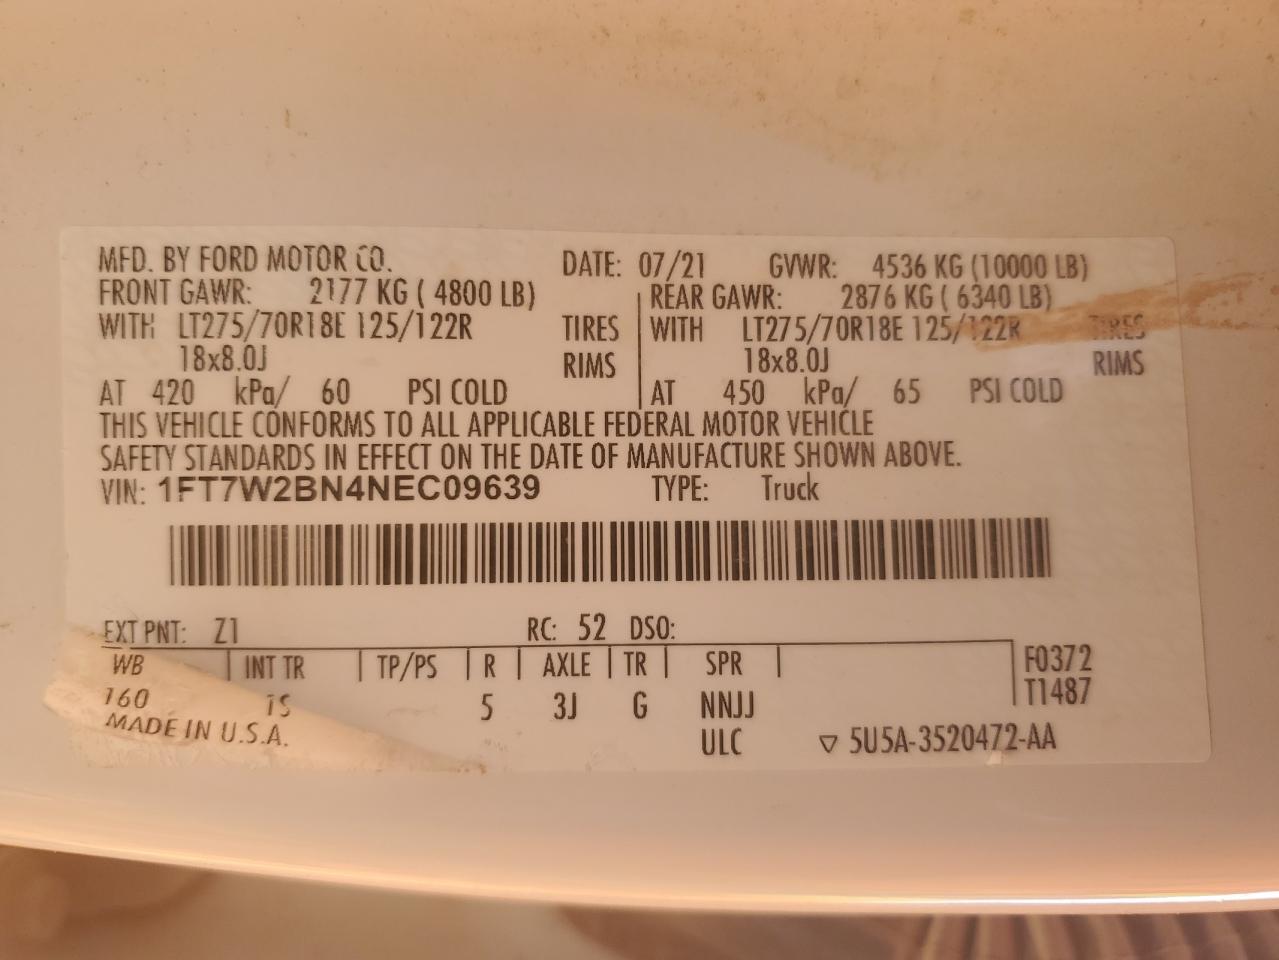 MFD. BY FORD MOTOR CO. DATE: 07/21 GVWR: 4536 KG (10000 LB)
FRONT GAWR: 2177 KG ( 4800 LB) REAR GAWR: 2876 KG ( 6340 LB)
WITH LT275/70R18E 125/122R TIRES WITH LT275/70R18E 125/122R TIRES
18x8.0J RIMS 18x8.0J RIMS
AT 420 kPa/ 60 PSI COLD AT 450 kPa/ 65 PSI COLD
THIS VEHICLE CONFORMS TO ALL APPLICABLE FEDERAL MOTOR VEHICLE
SAFETY STANDARDS IN EFFECT ON THE DATE OF MANUFACTURE SHOWN ABOVE.
VIN: 1FT7W2BN4NEC09639 TYPE: Truck
EXT PNT: Z1 RC: 52 DSO:
WB INT TR TP/PS R AXLE TR SPR F0372
160 1S 5 3J G NNJJ T1487
MADE IN U.S.A. ULC ▽ 5U5A-3520472-AA